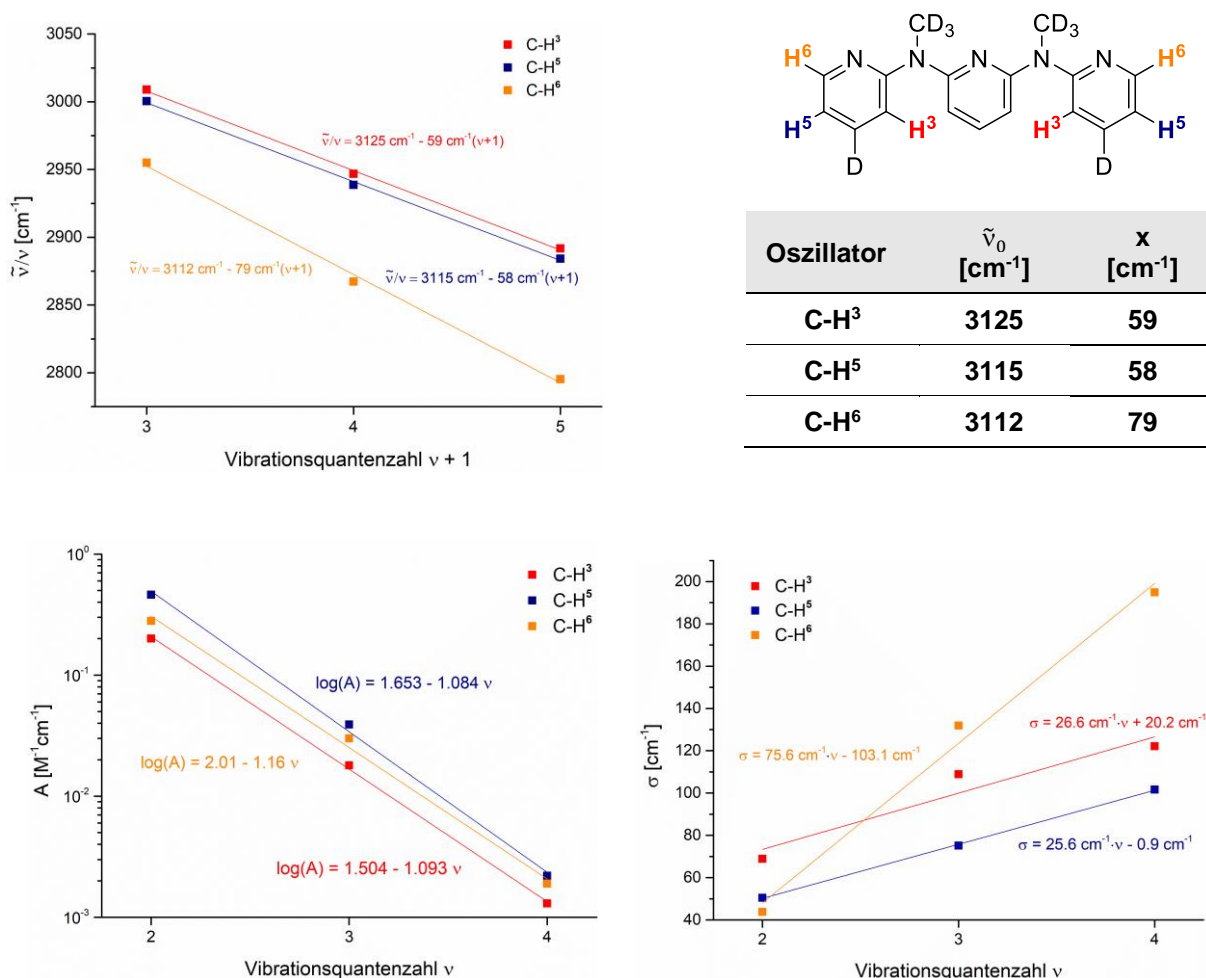 3050
3000
2950
2900
2850
2800
ṽ/ν [cm⁻¹]
C-H³
C-H⁵
C-H⁶
ṽ/ν = 3125 cm⁻¹ - 59 cm⁻¹(ν+1)
ṽ/ν = 3112 cm⁻¹ - 79 cm⁻¹(ν+1)
ṽ/ν = 3115 cm⁻¹ - 58 cm⁻¹(ν+1)
3 4 5
Vibrationsquantenzahl ν + 1
CD₃ CD₃
H⁶ N N N N N H⁶
H⁵ H³ H³ H⁵
D D
Oszillator ṽ₀ [cm⁻¹] x [cm⁻¹]
C-H³ 3125 59
C-H⁵ 3115 58
C-H⁶ 3112 79
10⁰
10⁻¹
10⁻²
10⁻³
A [M⁻¹cm⁻¹]
C-H³
C-H⁵
C-H⁶
log(A) = 1.653 - 1.084 ν
log(A) = 2.01 - 1.16 ν
log(A) = 1.504 - 1.093 ν
2 3 4
Vibrationsquantenzahl ν
200
180
160
140
120
100
80
60
40
σ [cm⁻¹]
C-H³
C-H⁵
C-H⁶
σ = 26.6 cm⁻¹·ν + 20.2 cm⁻¹
σ = 75.6 cm⁻¹·ν - 103.1 cm⁻¹
σ = 25.6 cm⁻¹·ν - 0.9 cm⁻¹
2 3 4
Vibrationsquantenzahl ν